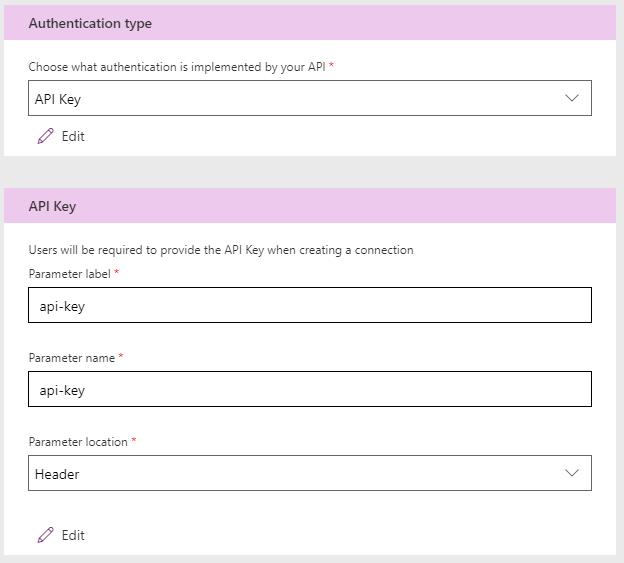 Authentication type
Choose what authentication is implemented by your API *
API Key
Edit
API Key
Users will be required to provide the API Key when creating a connection
Parameter label *
api-key
Parameter name *
api-key
Parameter location *
Header
Edit